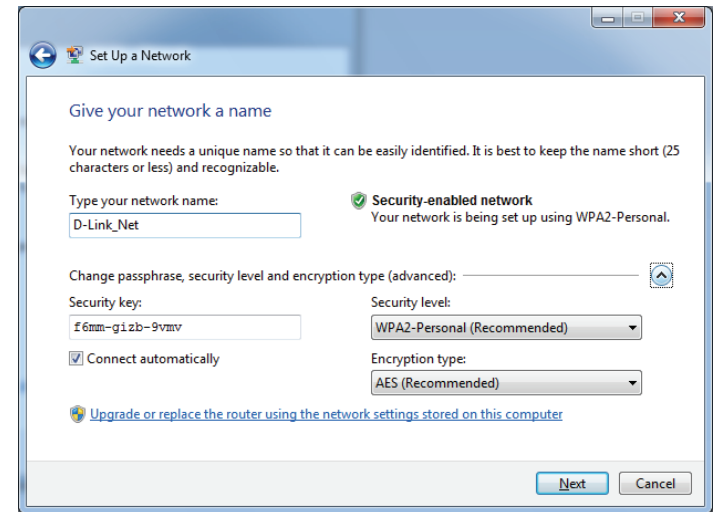 Set Up a Network
Give your network a name
Your network needs a unique name so that it can be easily identified. It is best to keep the name short (25
characters or less) and recognizable.
Type your network name:
D-Link_Net
Security-enabled network
Your network is being set up using WPA2-Personal.
Change passphrase, security level and encryption type (advanced):
Security key:
f6mm-gizb-9vmv
Security level:
WPA2-Personal (Recommended)
Connect automatically
Encryption type:
AES (Recommended)
Upgrade or replace the router using the network settings stored on this computer
Next
Cancel